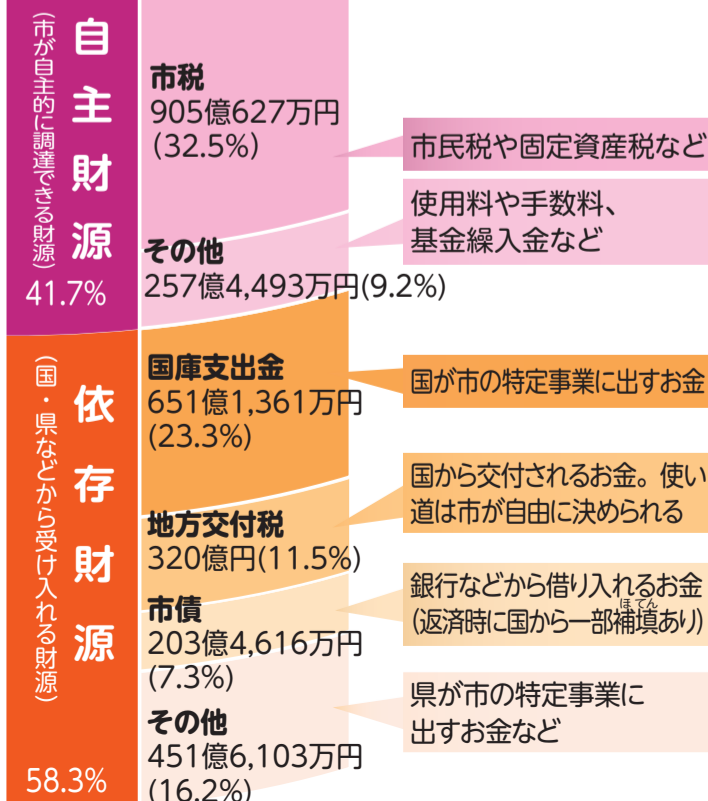 自主財源
(市が自主的に調達できる財源)
41.7%
市税
905億627万円
(32.5%)
市民税や固定資産税など
その他
257億4,493万円(9.2%)
使用料や手数料、
基金繰入金など
依存財源
(国・県などから受け入れる財源)
58.3%
国庫支出金
651億1,361万円
(23.3%)
国が市の特定事業に出すお金
地方交付税
320億円(11.5%)
国から交付されるお金。使い
道は市が自由に決められる
市債
203億4,616万円
(7.3%)
銀行などから借り入れるお金
ほてん
(返済時に国から一部補填あり)
その他
451億6,103万円
(16.2%)
県が市の特定事業に
出すお金など